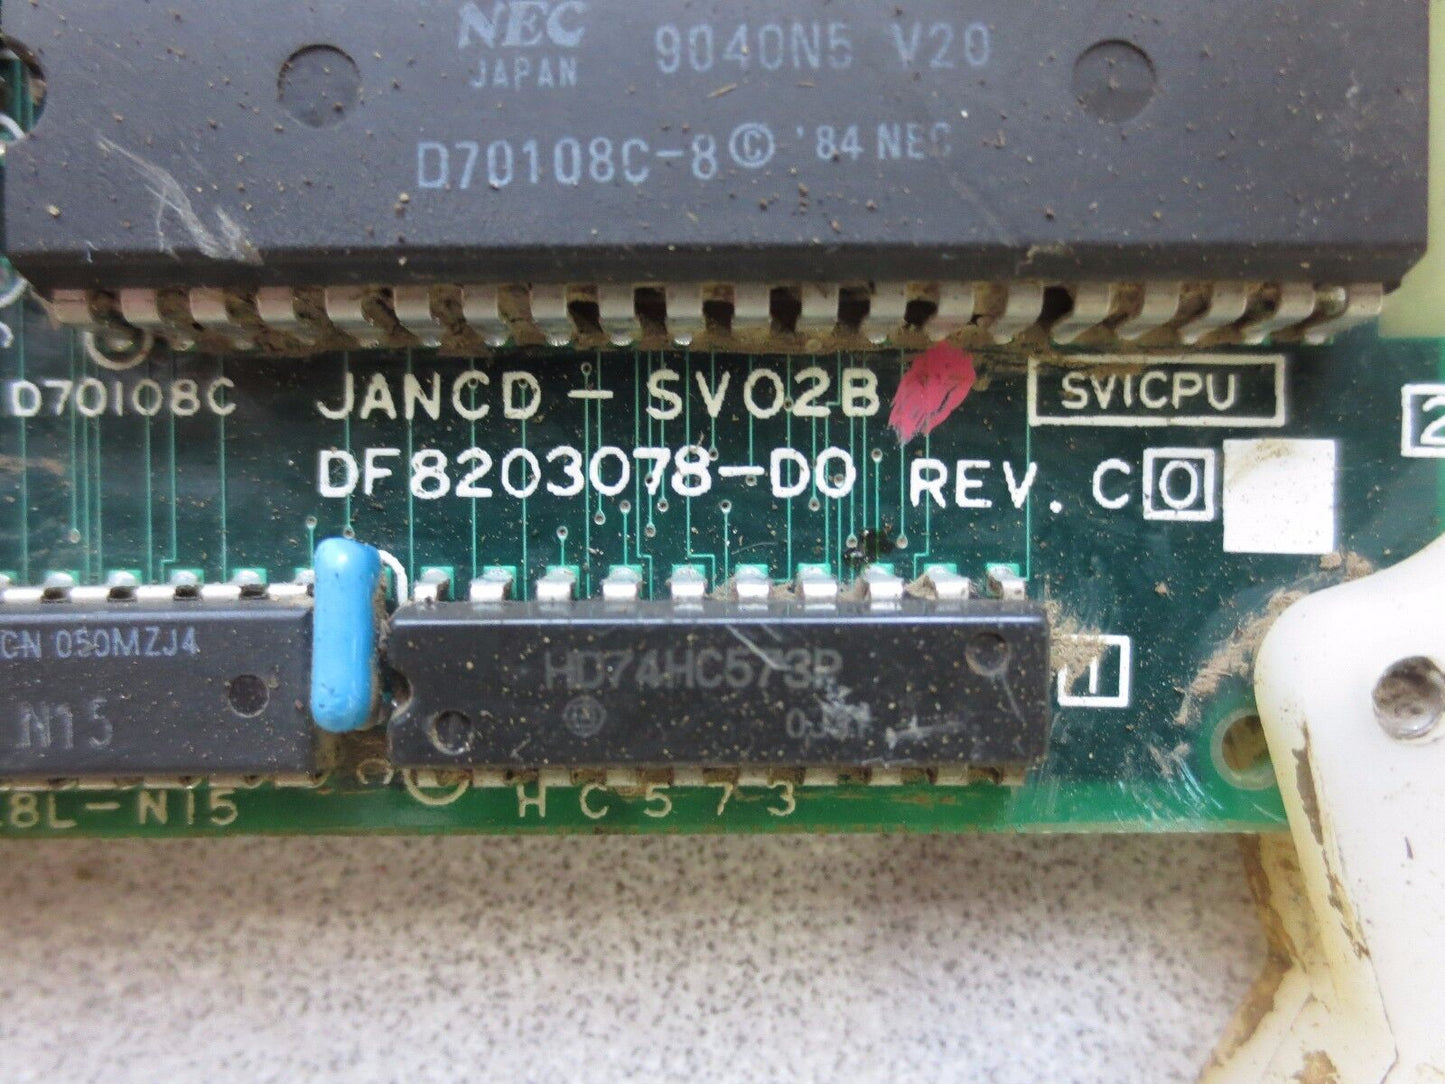 NEC 9040N5 V20
JAPAN
D70108C-8 © '84 NEC
D70108C
JANCD-SV02B
SV1CPU
2
DF8203078-D0 REV. C 0
CN 050MZJ4
N15
HD74HC573P
1
8L-N15
HC573